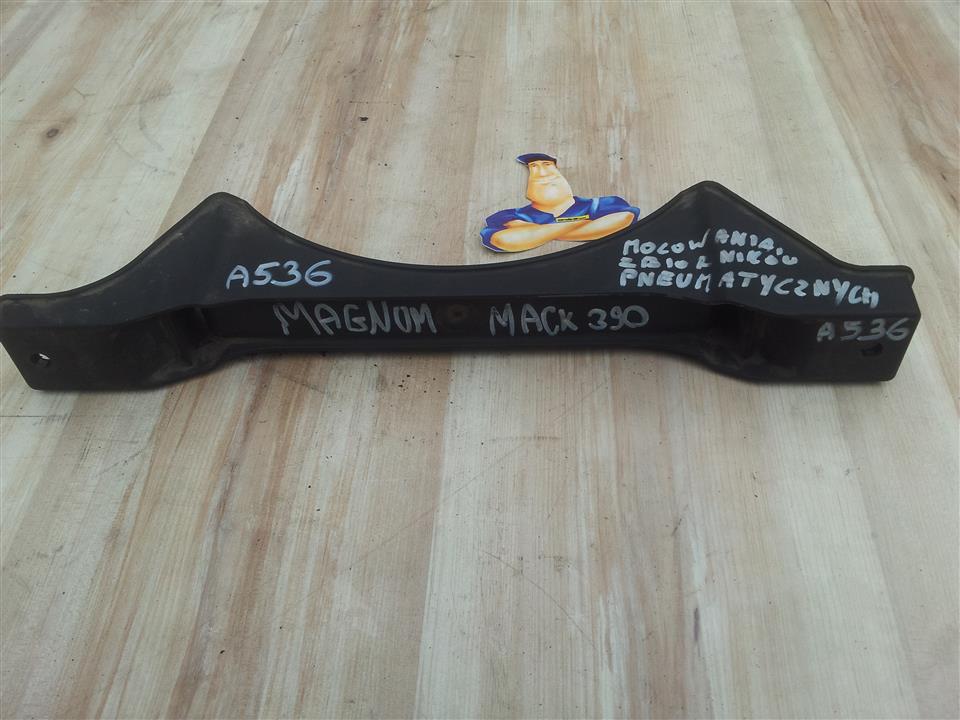 A536
MAGNUM MACK 390
MOCOWANIA
ZBIORNIKÓW
PNEUMATYCZNYCH
A536